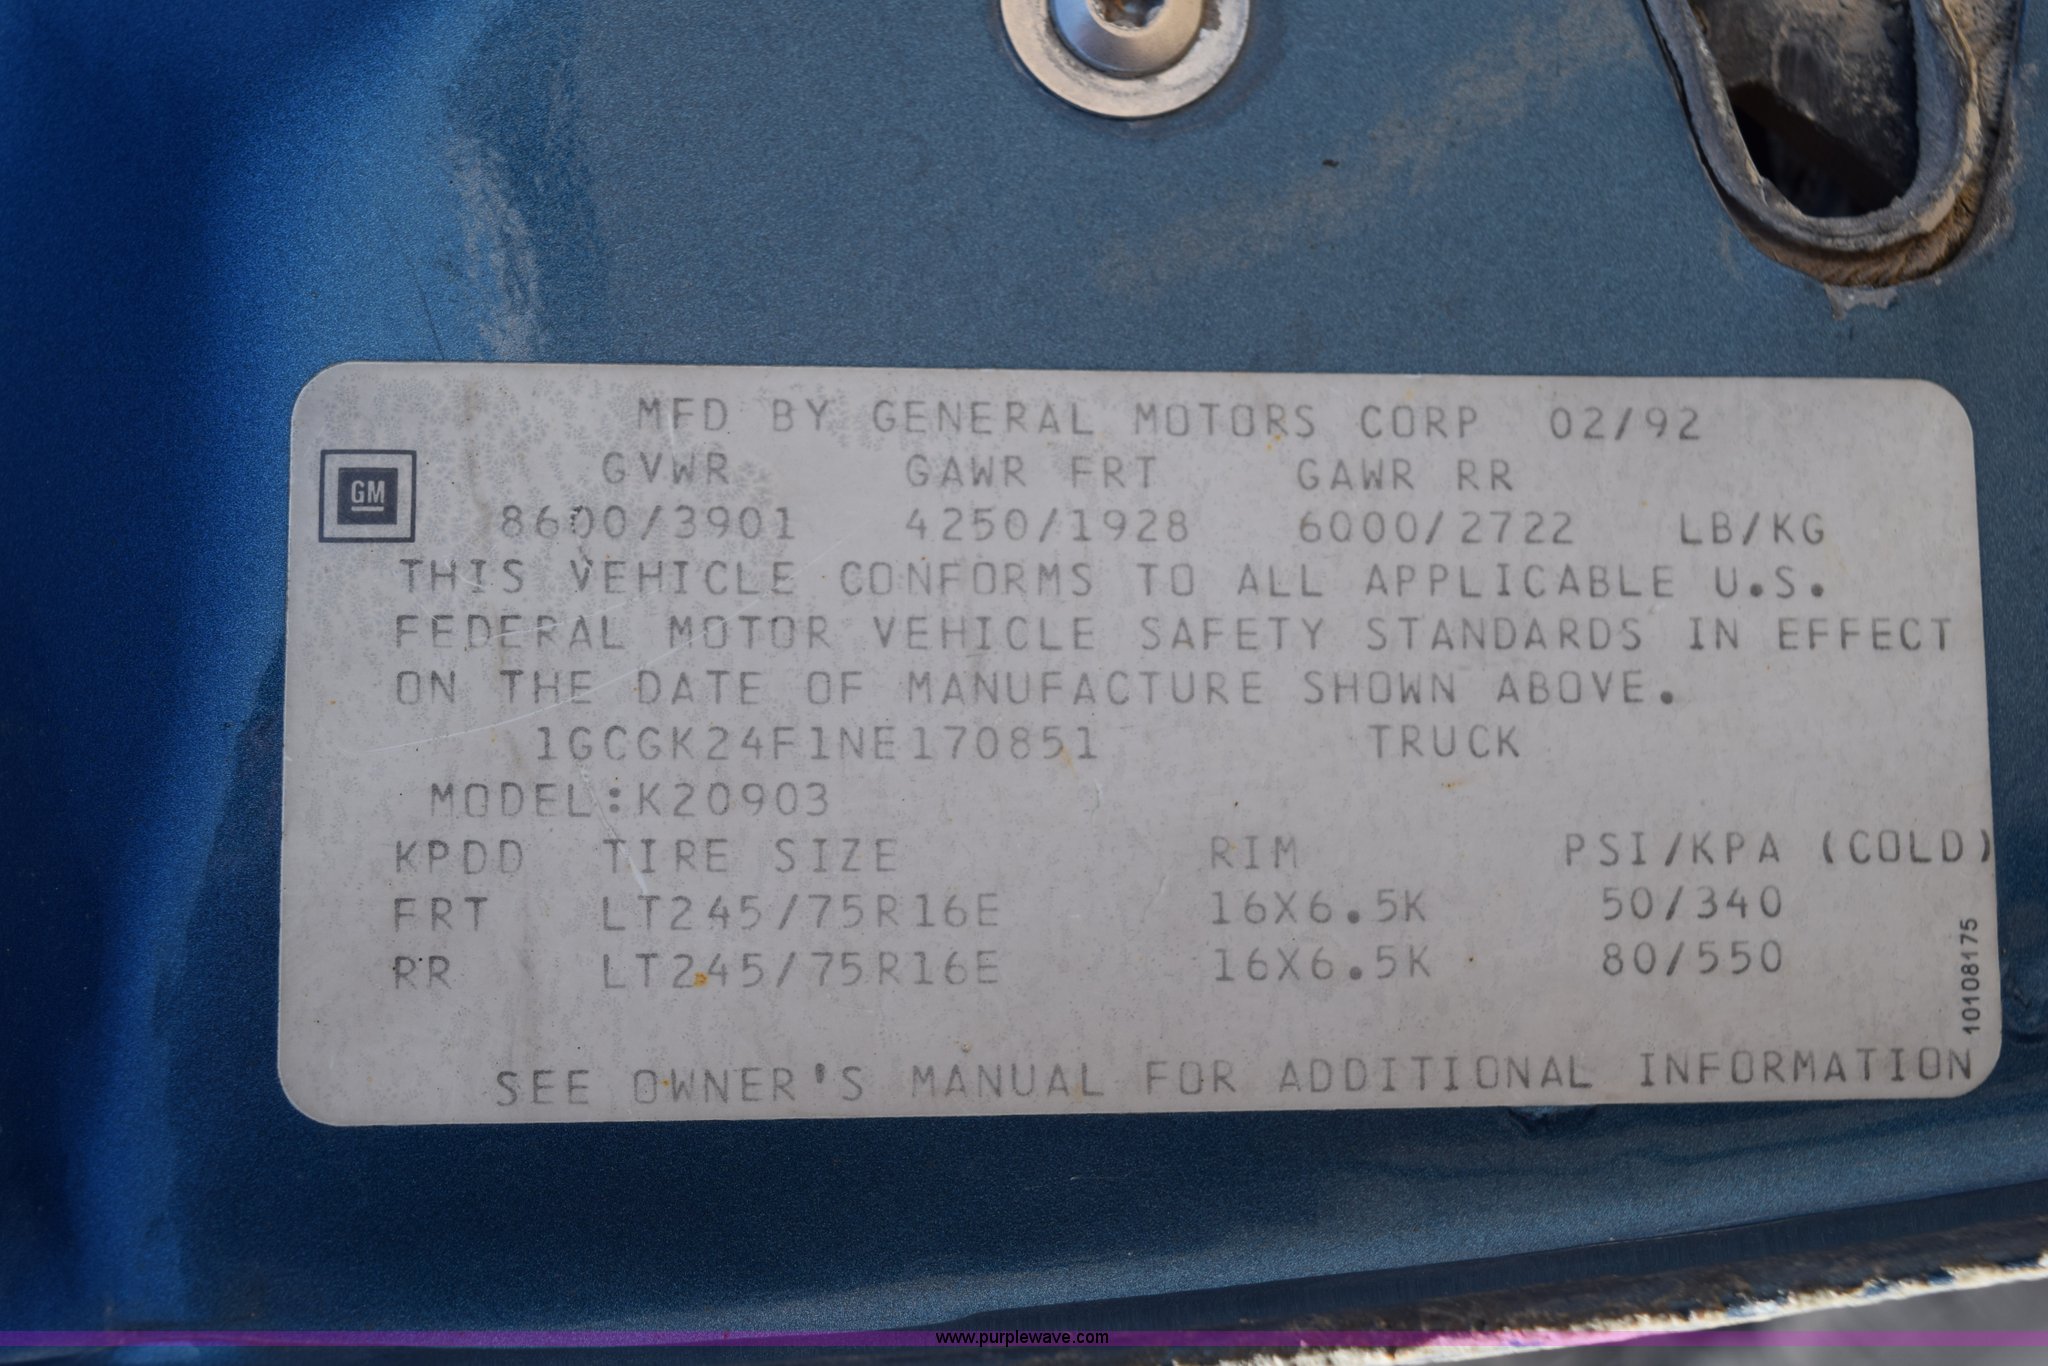 MFD BY GENERAL MOTORS CORP 02/92
GVWR GAWR FRT GAWR RR
GM
8600/3901 4250/1928 6000/2722 LB/KG
THIS VEHICLE CONFORMS TO ALL APPLICABLE U.S.
FEDERAL MOTOR VEHICLE SAFETY STANDARDS IN EFFECT
ON THE DATE OF MANUFACTURE SHOWN ABOVE.
1GCGK24F1NE170851 TRUCK
MODEL:K20903
KPDD TIRE SIZE RIM PSI/KPA (COLD)
FRT LT245/75R16E 16X6.5K 50/340
RR LT245/75R16E 16X6.5K 80/550
10108175
SEE OWNER'S MANUAL FOR ADDITIONAL INFORMATION
www.purplewave.com